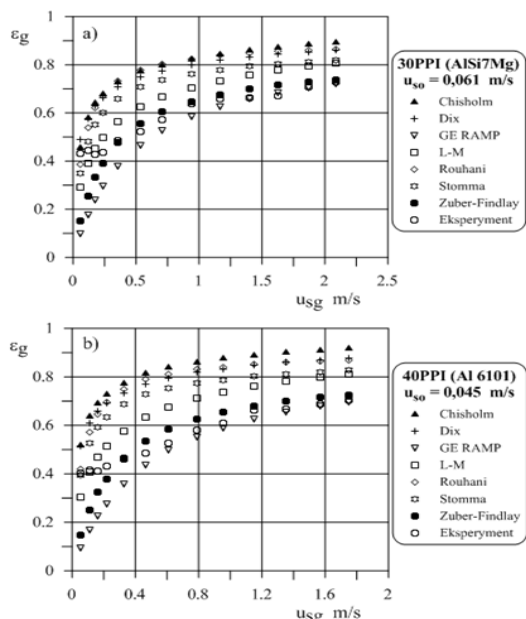 εg
1
0.8
0.6
0.4
0.2
0
a)
0 0.5 1 1.5 2 2.5
usg m/s
30PPI (AlSi7Mg)
uso = 0,061 m/s
Chisholm
Dix
GE RAMP
L-M
Rouhani
Stomma
Zuber-Findlay
Eksperyment
εg
1
0.8
0.6
0.4
0.2
0
b)
0 0.4 0.8 1.2 1.6 2
usg m/s
40PPI (Al 6101)
uso = 0,045 m/s
Chisholm
Dix
GE RAMP
L-M
Rouhani
Stomma
Zuber-Findlay
Eksperyment